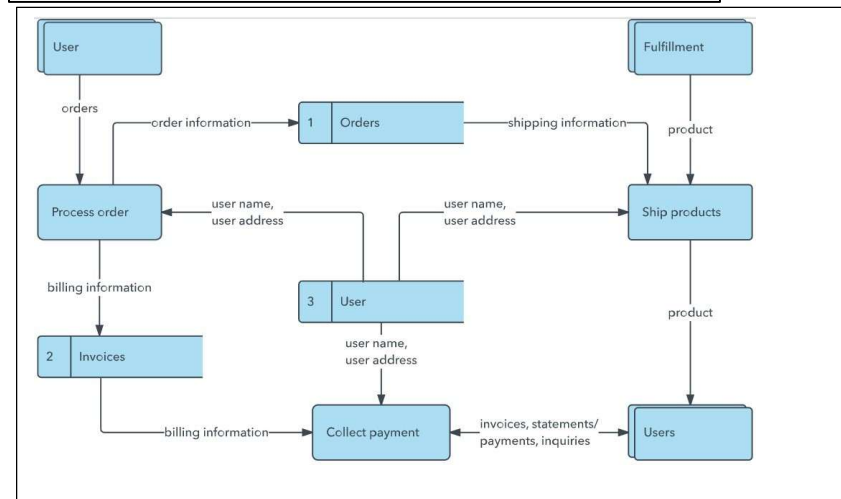 User
Fulfillment
orders
order information
1 Orders
shipping information
product
Process order
user name,
user address
user name,
user address
Ship products
billing information
3 User
product
2 Invoices
user name,
user address
billing information
Collect payment
invoices, statements/
payments, inquiries
Users